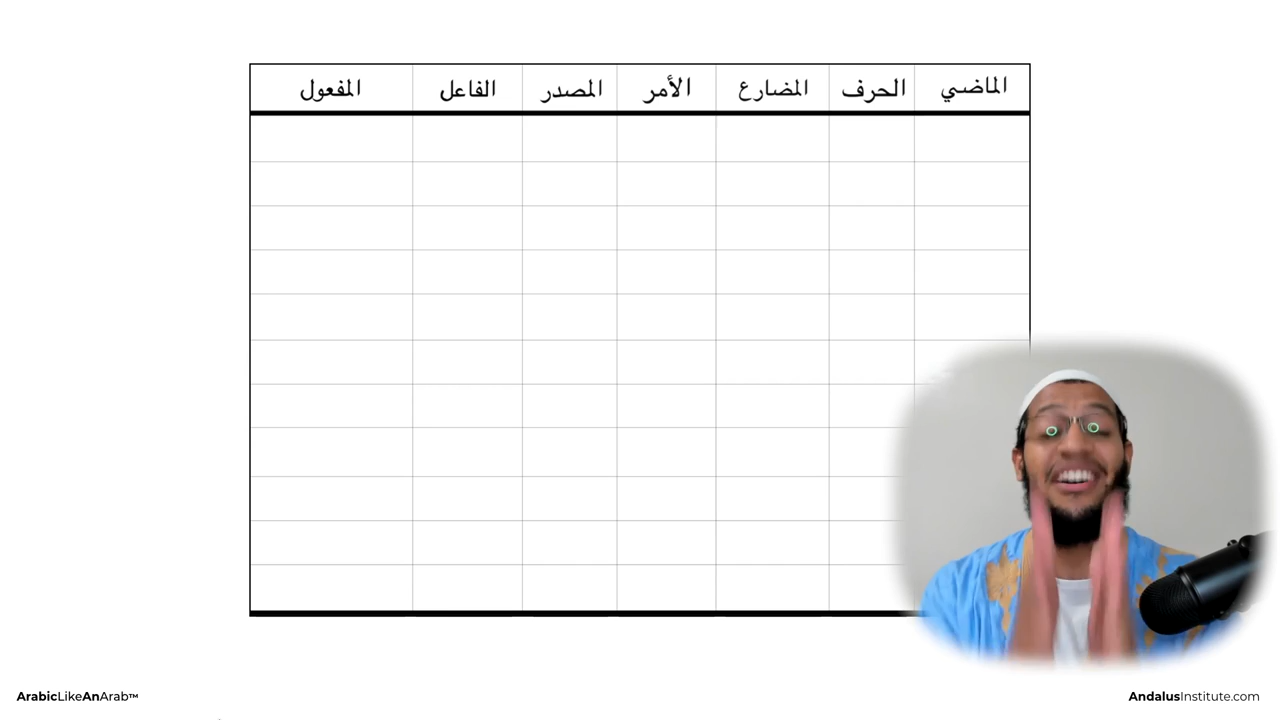 الماضي الحرف المضارع الأمر المصدر الفاعل المفعول
ArabicLikeAnArab™
AndalusInstitute.com